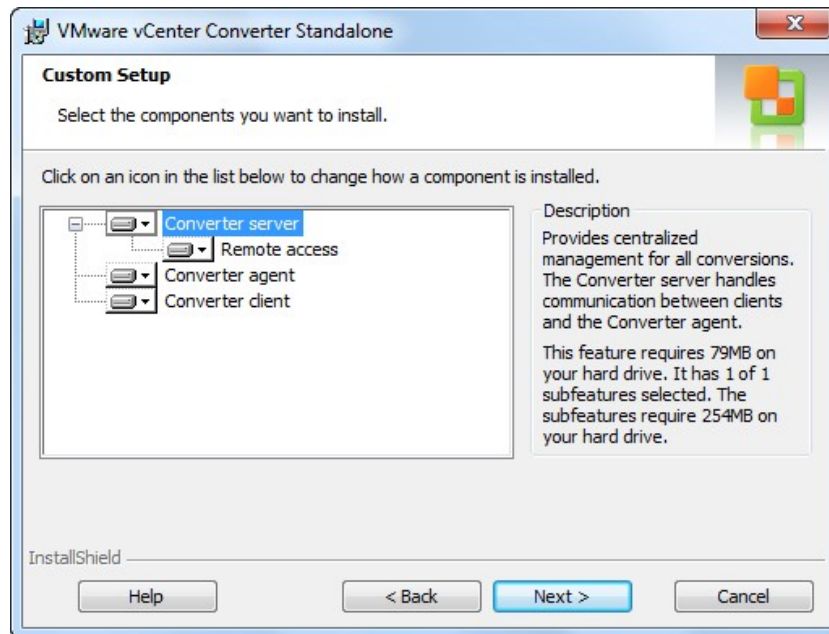 VMware vCenter Converter Standalone
Custom Setup
Select the components you want to install.
Click on an icon in the list below to change how a component is installed.
Converter server
Remote access
Converter agent
Converter client
Description
Provides centralized
management for all conversions.
The Converter server handles
communication between clients
and the Converter agent.
This feature requires 79MB on
your hard drive. It has 1 of 1
subfeatures selected. The
subfeatures require 254MB on
your hard drive.
InstallShield
Help
< Back
Next >
Cancel